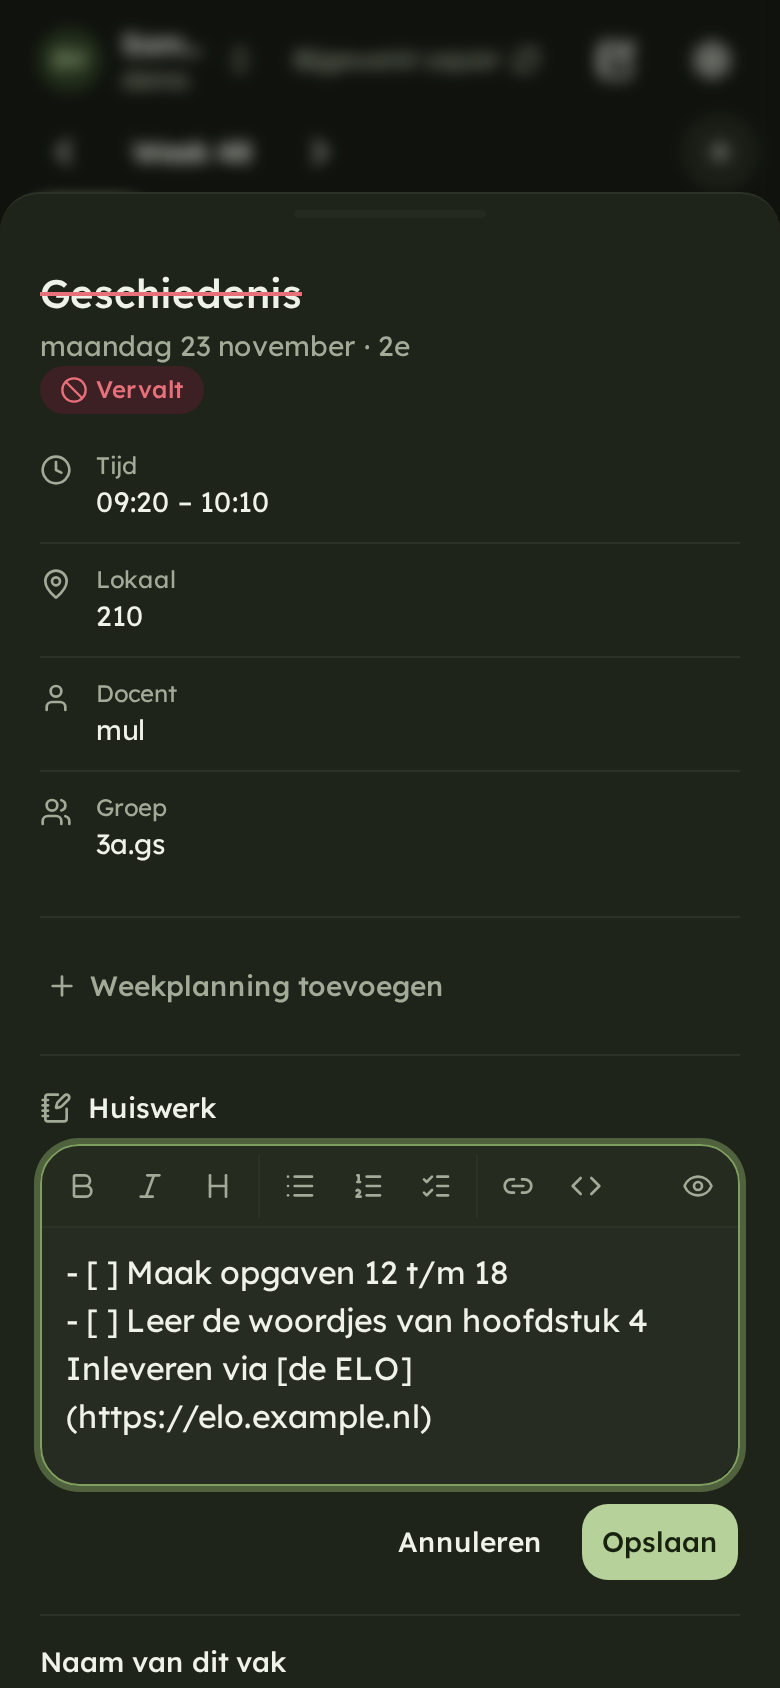 Week 48
Geschiedenis
maandag 23 november · 2e
Vervalt
Tijd
09:20 – 10:10
Lokaal
210
Docent
mul
Groep
3a.gs
Weekplanning toevoegen
Huiswerk
B I H
- [ ] Maak opgaven 12 t/m 18
- [ ] Leer de woordjes van hoofdstuk 4
Inleveren via [de ELO]
(https://elo.example.nl)
Annuleren Opslaan
Naam van dit vak